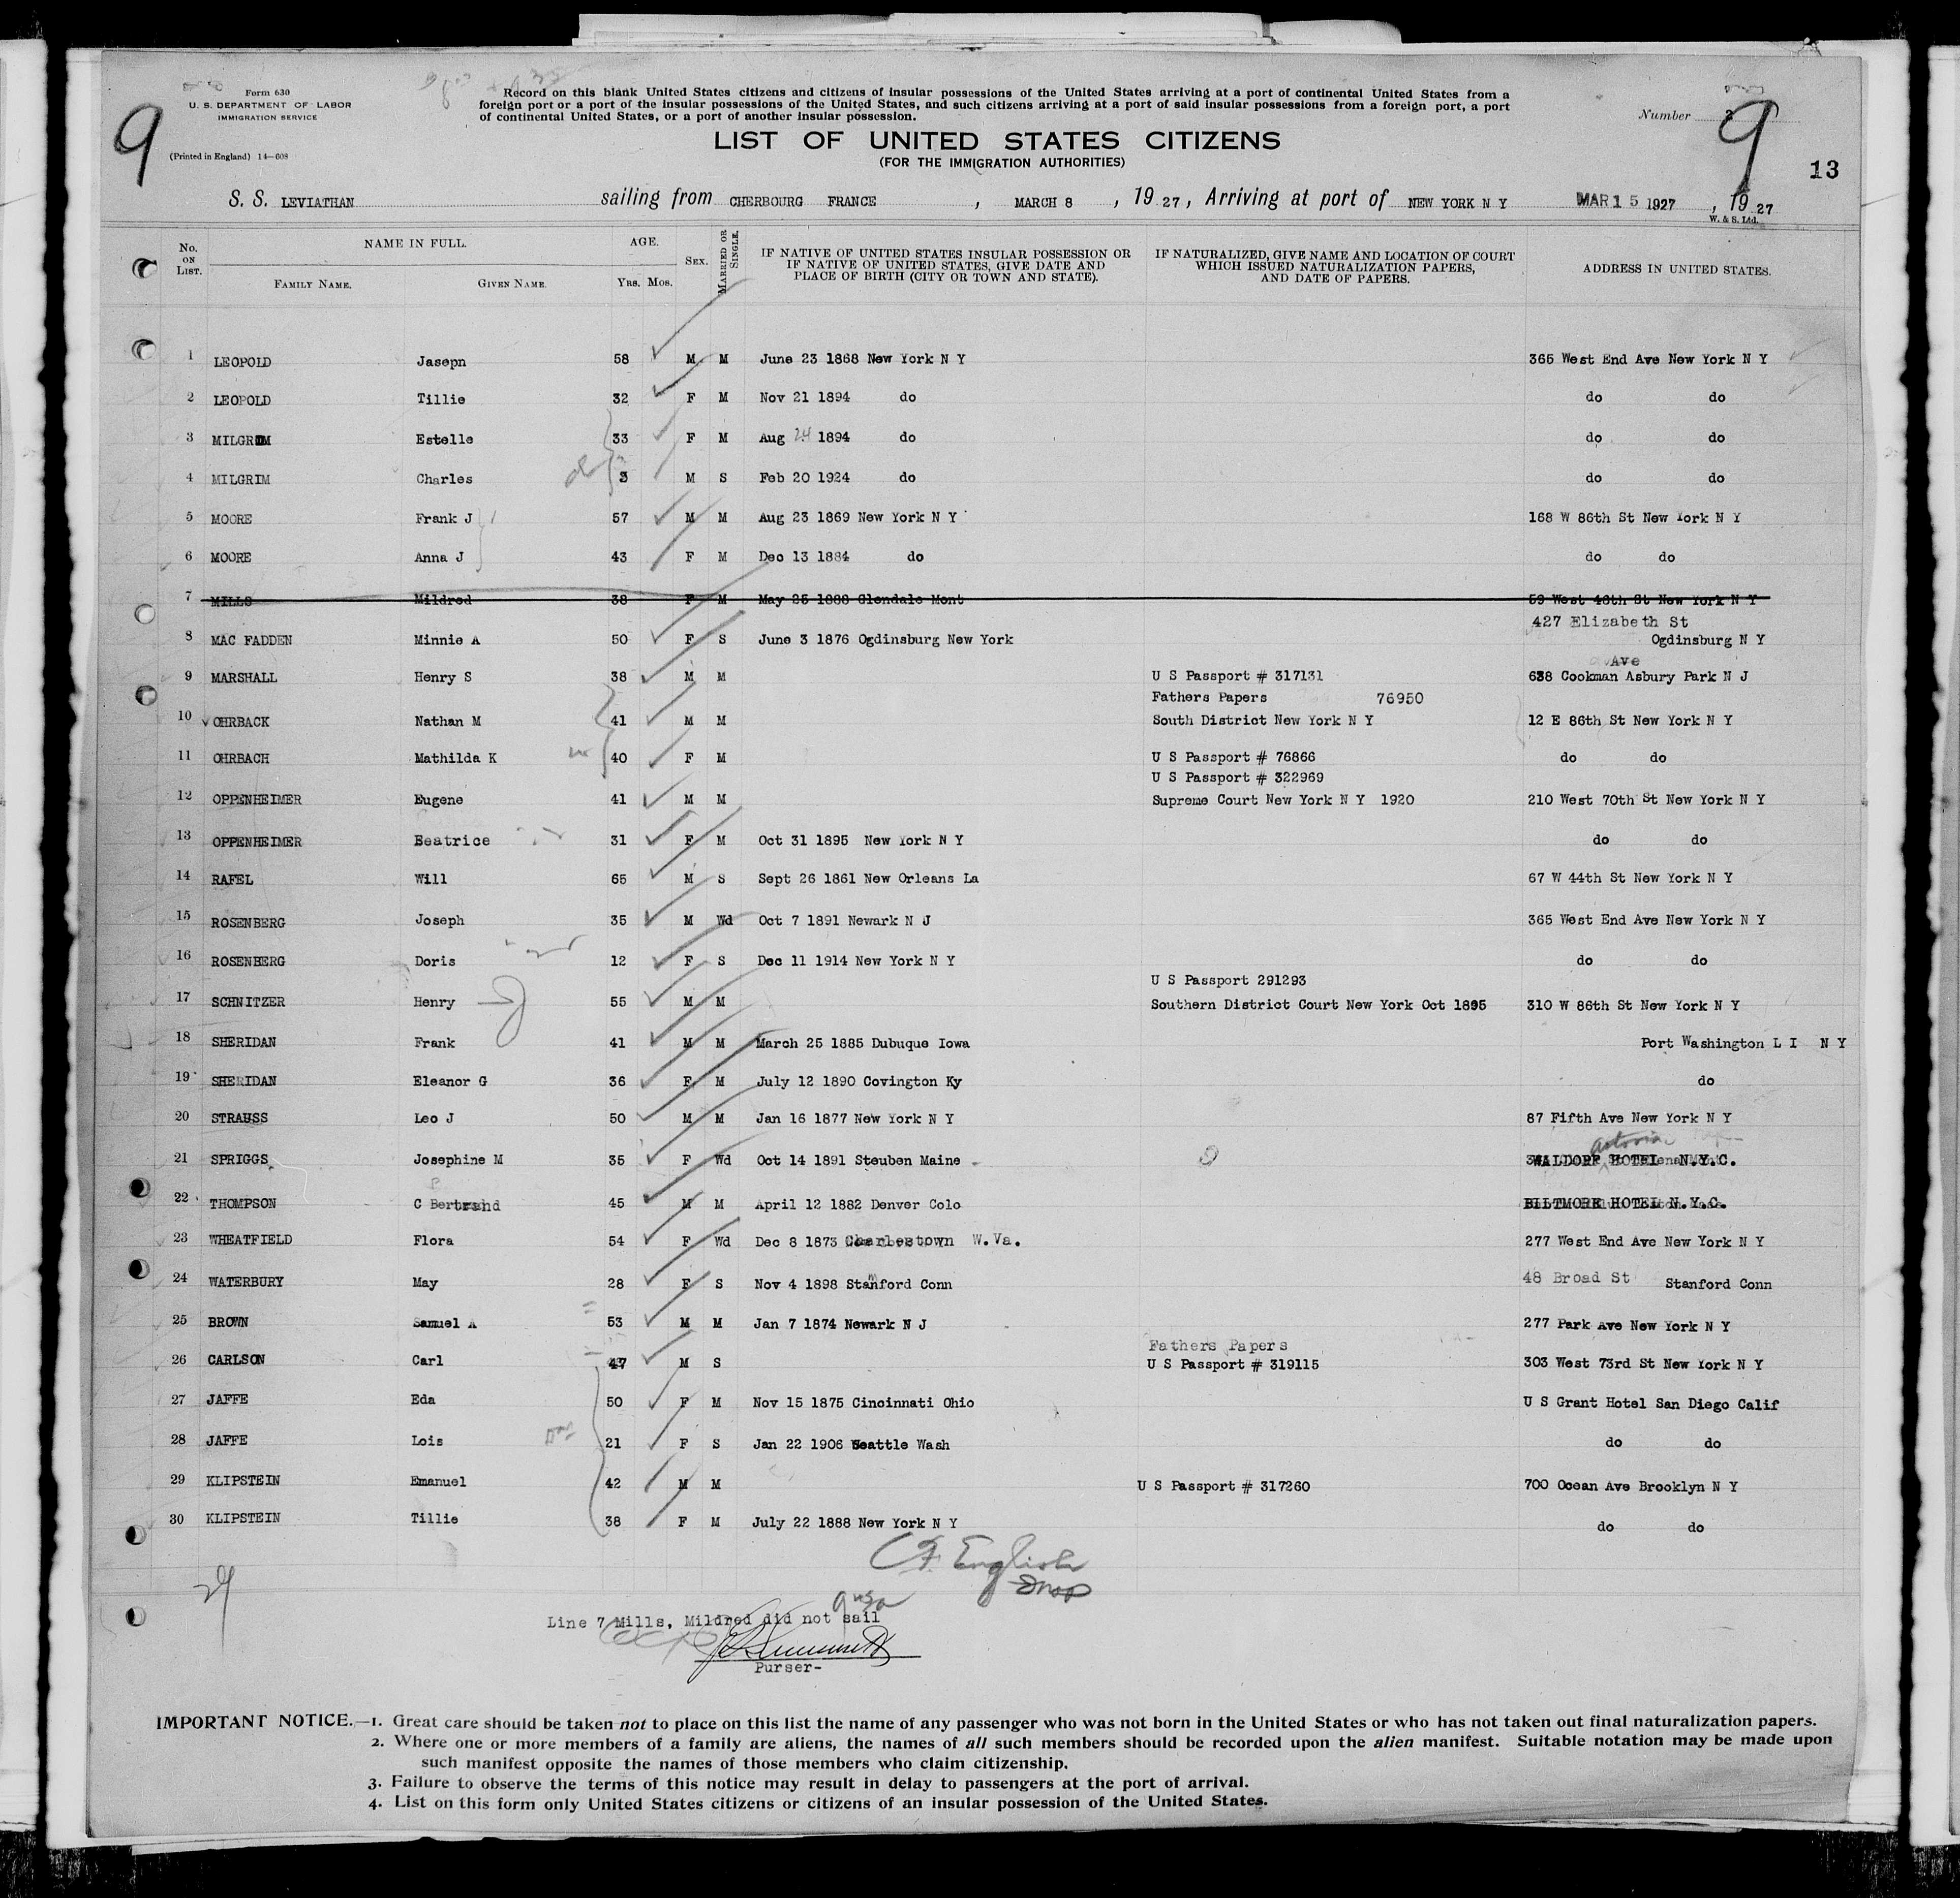 Form 630
U. S. DEPARTMENT OF LABOR
IMMIGRATION SERVICE
(Printed in England) 14—608
9
Record on this blank United States citizens and citizens of insular possessions of the United States arriving at a port of continental United States from a
foreign port or a port of the insular possessions of the United States, and such citizens arriving at a port of said insular possessions from a foreign port, a port
of continental United States, or a port of another insular possession.
Number
9
LIST OF UNITED STATES CITIZENS
(FOR THE IMMIGRATION AUTHORITIES)
13
S. S. LEVIATHAN sailing from CHERBOURG FRANCE , MARCH 8 , 19 27, Arriving at port of NEW YORK N Y MAR 15 1927 , 19 27
W. & S. Ltd.
No. ON LIST. NAME IN FULL. AGE. SEX. MARRIED OR SINGLE. IF NATIVE OF UNITED STATES INSULAR POSSESSION OR IF NATIVE OF UNITED STATES, GIVE DATE AND PLACE OF BIRTH (CITY OR TOWN AND STATE). IF NATURALIZED, GIVE NAME AND LOCATION OF COURT WHICH ISSUED NATURALIZATION PAPERS, AND DATE OF PAPERS. ADDRESS IN UNITED STATES.
FAMILY NAME. GIVEN NAME. YRS. MOS.
1 LEOPOLD Jasepn 58 M M June 23 1868 New York N Y 365 West End Ave New York N Y
2 LEOPOLD Tillie 32 F M Nov 21 1894 do do do
3 MILGRIM Estelle 33 F M Aug 24 1894 do do do
4 MILGRIM Charles 3 M S Feb 20 1924 do do do
5 MOORE Frank J 57 M M Aug 23 1869 New York N Y 168 W 86th St New York N Y
6 MOORE Anna J 43 F M Dec 13 1884 do do do
7 MILLS Mildred 38 F M May 25 1888 Glendale Mont 59 West 46th St New York N Y
427 Elizabeth St
8 MAC FADDEN Minnie A 50 F S June 3 1876 Ogdinsburg New York Ogdinsburg N Y
Ave
9 MARSHALL Henry S 38 M M U S Passport # 317131 638 Cookman Asbury Park N J
Fathers Papers 76950
10 OHRBACK Nathan M 41 M M South District New York N Y 12 E 86th St New York N Y
11 OHRBACH Mathilda K 40 F M U S Passport # 76866 do do
U S Passport # 322969
12 OPPENHEIMER Eugene 41 M M Supreme Court New York N Y 1920 210 West 70th St New York N Y
13 OPPENHEIMER Beatrice 31 F M Oct 31 1895 New York N Y do do
14 RAFEL Will 65 M S Sept 26 1861 New Orleans La 67 W 44th St New York N Y
15 ROSENBERG Joseph 35 M Wd Oct 7 1891 Newark N J 365 West End Ave New York N Y
16 ROSENBERG Doris 12 F S Dec 11 1914 New York N Y do do
U S Passport 291293
17 SCHNITZER Henry 55 M M Southern District Court New York Oct 1895 310 W 86th St New York N Y
18 SHERIDAN Frank 41 M M March 25 1885 Dubuque Iowa Port Washington L I N Y
19 SHERIDAN Eleanor G 36 F M July 12 1890 Covington Ky do
20 STRAUSS Leo J 50 M M Jan 16 1877 New York N Y 87 Fifth Ave New York N Y
Astoria
21 SPRIGGS Josephine M 35 F Wd Oct 14 1891 Steuben Maine WALDORF HOTEL N.Y.C.
22 THOMPSON C Bertrand 45 M M April 12 1882 Denver Colo BILTMORE HOTEL N.Y.C.
23 WHEATFIELD Flora 54 F Wd Dec 8 1873 Charlestown W.Va. 277 West End Ave New York N Y
24 WATERBURY May 28 F S Nov 4 1898 Stamford Conn 48 Broad St Stanford Conn
25 BROWN Samuel A 53 M M Jan 7 1874 Newark N J 277 Park Ave New York N Y
Fathers Papers
26 CARLSON Carl 47 M S U S Passport # 319115 303 West 73rd St New York N Y
27 JAFFE Eda 50 F M Nov 15 1875 Cincinnati Ohio U S Grant Hotel San Diego Calif
28 JAFFE Lois 21 F S Jan 22 1906 Seattle Wash do do
29 KLIPSTEIN Emanuel 42 M M U S Passport # 317260 700 Ocean Ave Brooklyn N Y
30 KLIPSTEIN Tillie 38 F M July 22 1888 New York N Y do do
English
Insp
29
Line 7 Mills, Mildred did not sail
Purser-
IMPORTANT NOTICE.—1. Great care should be taken not to place on this list the name of any passenger who was not born in the United States or who has not taken out final naturalization papers.
2. Where one or more members of a family are aliens, the names of all such members should be recorded upon the alien manifest. Suitable notation may be made upon
such manifest opposite the names of those members who claim citizenship.
3. Failure to observe the terms of this notice may result in delay to passengers at the port of arrival.
4. List on this form only United States citizens or citizens of an insular possession of the United States.